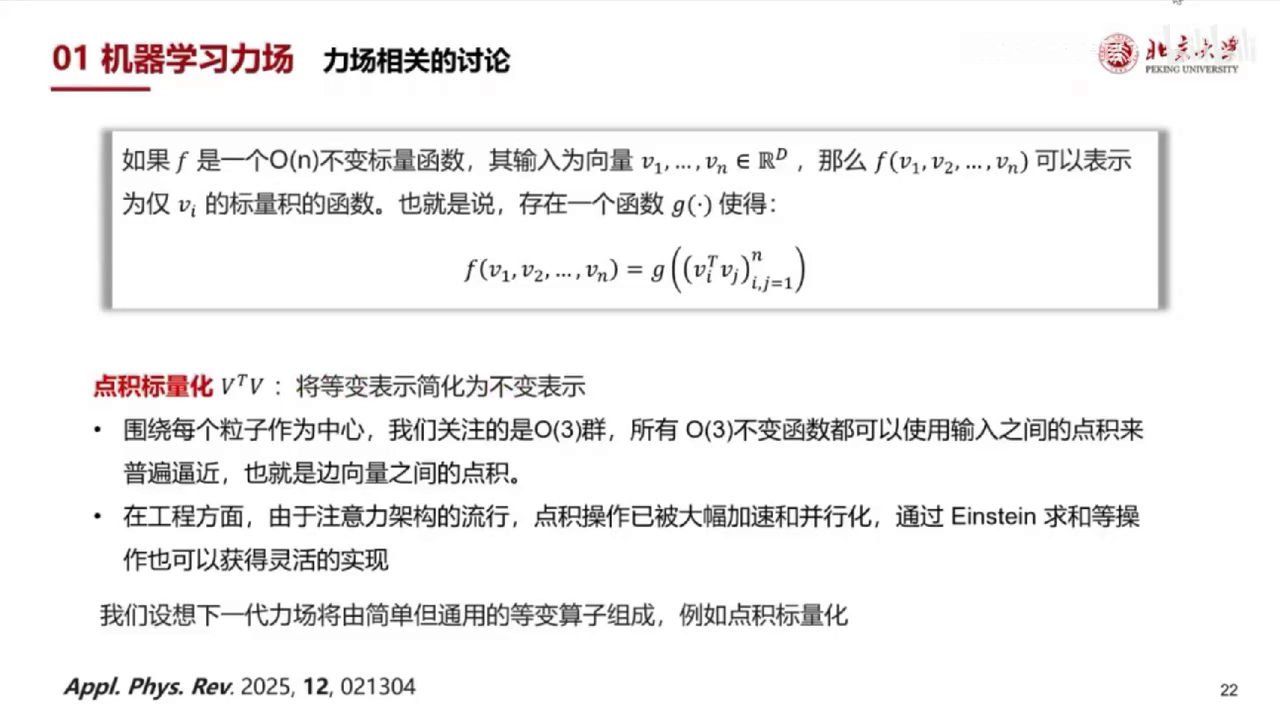 01 机器学习力场 力场相关的讨论
北京大学
PEKING UNIVERSITY
如果 f 是一个O(n)不变标量函数，其输入为向量 v₁, … , vₙ ∈ ℝᴰ ，那么 f(v₁, v₂, … , vₙ) 可以表示
为仅 vᵢ 的标量积的函数。也就是说，存在一个函数 g(·) 使得：
f(v₁, v₂, … , vₙ) = g((vᵢᵀvⱼ)ⁿᵢ,ⱼ₌₁)
点积标量化 VᵀV ：将等变表示简化为不变表示
• 围绕每个粒子作为中心，我们关注的是O(3)群，所有 O(3)不变函数都可以使用输入之间的点积来
普遍逼近，也就是边向量之间的点积。
• 在工程方面，由于注意力架构的流行，点积操作已被大幅加速和并行化，通过 Einstein 求和等操
作也可以获得灵活的实现
我们设想下一代力场将由简单但通用的等变算子组成，例如点积标量化
Appl. Phys. Rev. 2025, 12, 021304
22